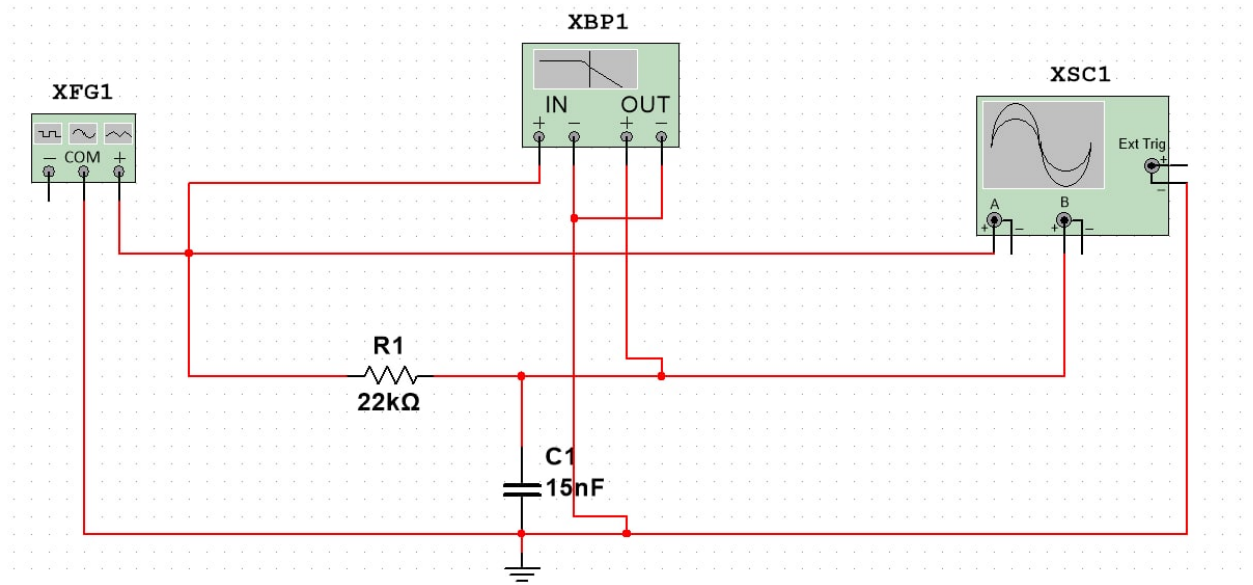 XBP1
XSC1
XFG1
IN OUT
+ − + −
COM
− +
Ext Trig
+
−
A B
+ − + −
R1
22kΩ
C1
15nF